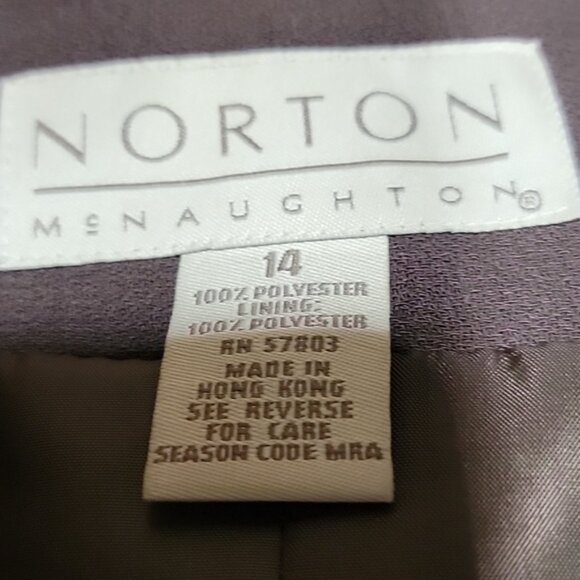 NORTON
McNAUGHTON®
14
100% POLYESTER
LINING:
100% POLYESTER
RN 57803
MADE IN
HONG KONG
SEE REVERSE
FOR CARE
SEASON CODE MRA